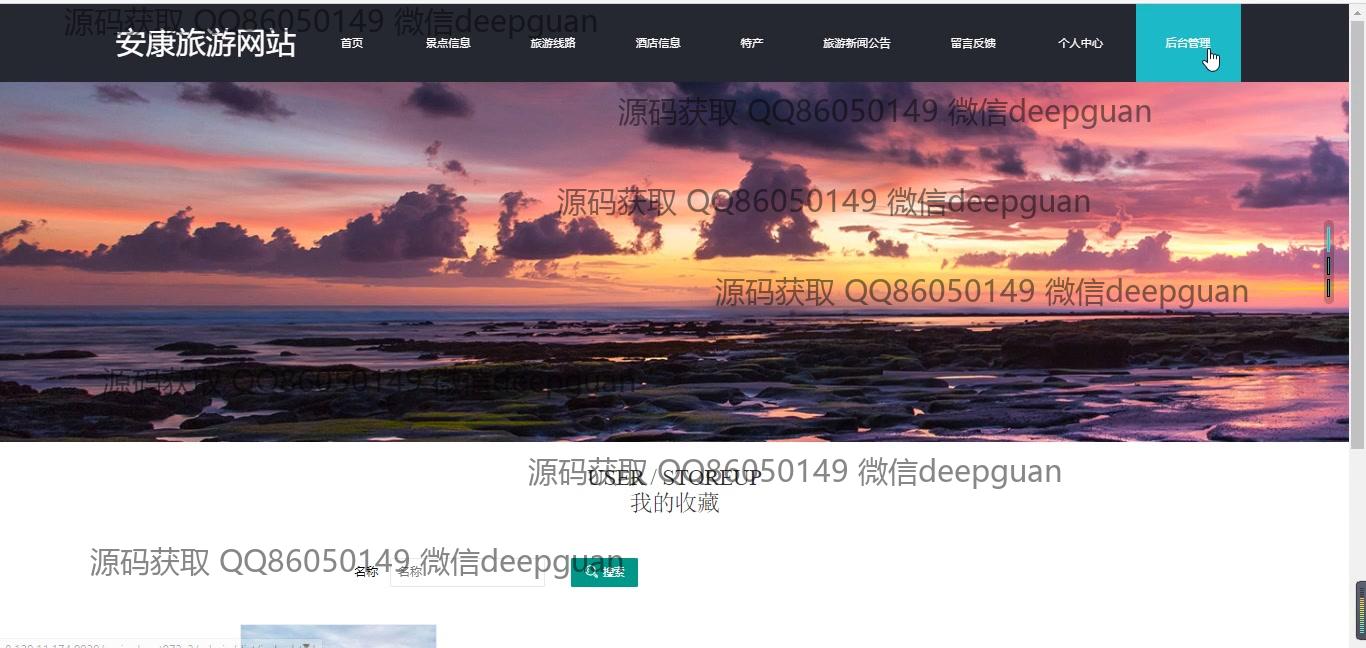 源码获取 QQ86050149 微信deepguan
安康旅游网站
首页
景点信息
旅游线路
酒店信息
特产
旅游新闻公告
留言反馈
个人中心
后台管理
源码获取 QQ86050149 微信deepguan
源码获取 QQ86050149 微信deepguan
源码获取 QQ86050149 微信deepguan
源码获取 QQ86050149 微信deepguan
源码获取 QQ86050149 微信deepguan
USER / STOREUP
我的收藏
源码获取 QQ86050149 微信deepguan
名称
名称
搜索